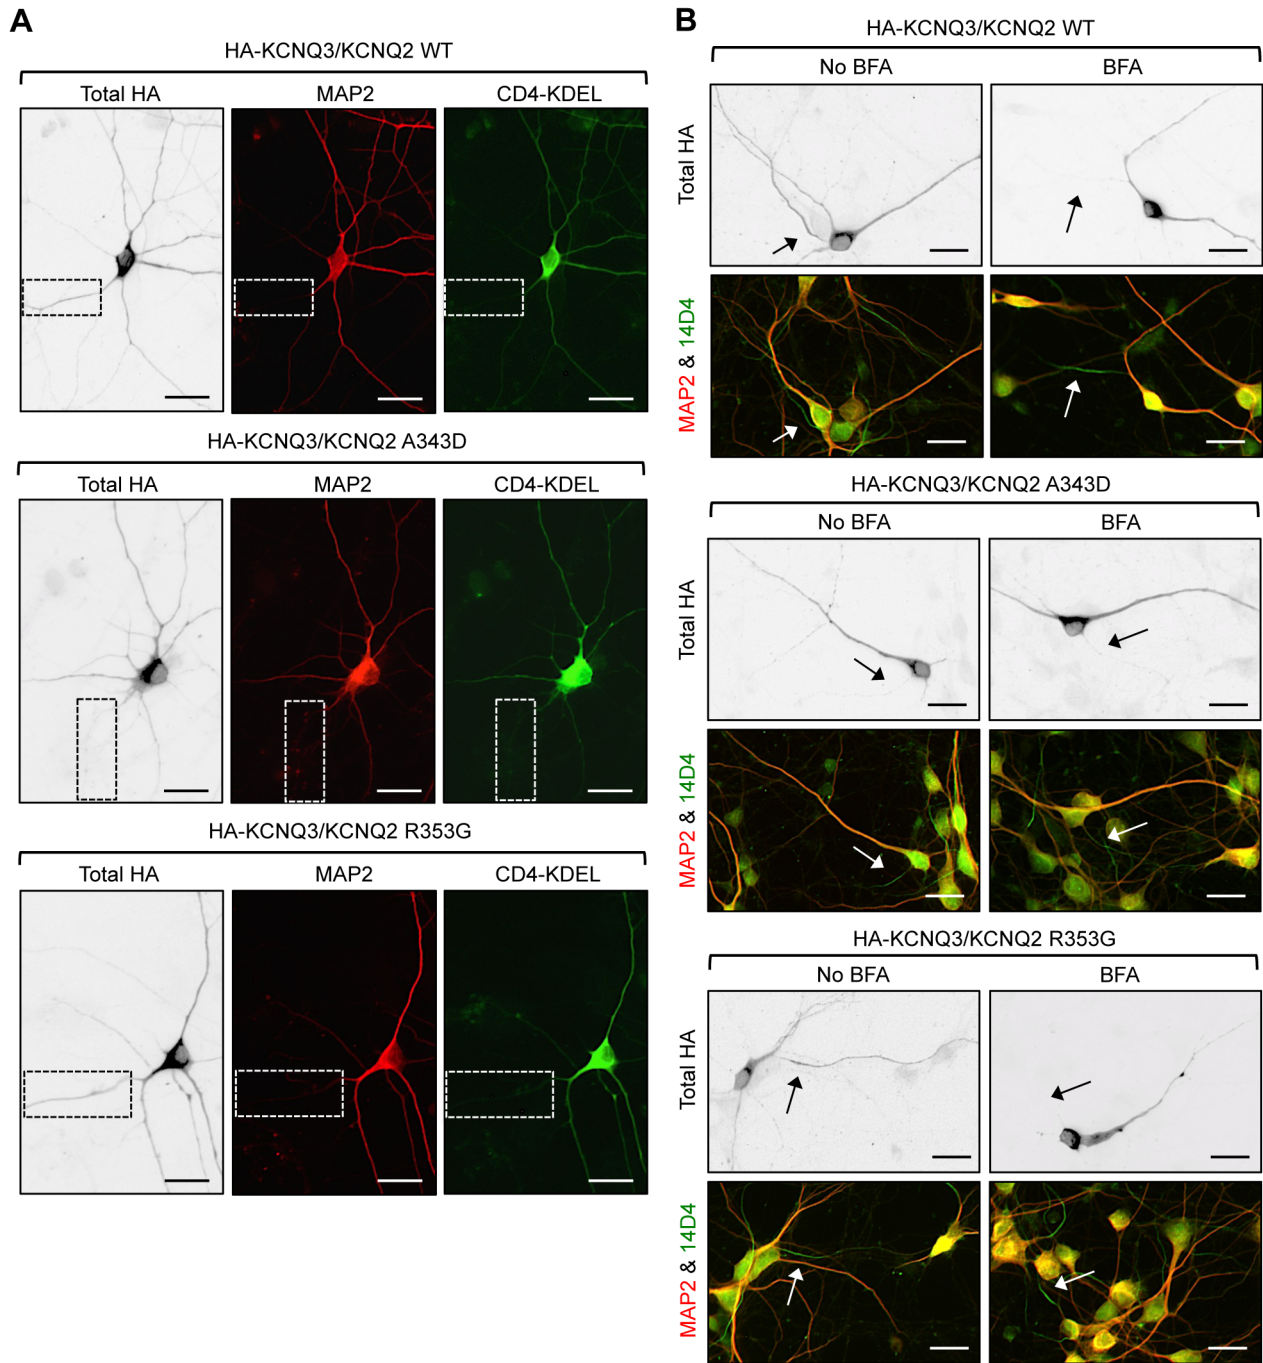 A
HA-KCNQ3/KCNQ2 WT
Total HA MAP2 CD4-KDEL
HA-KCNQ3/KCNQ2 A343D
Total HA MAP2 CD4-KDEL
HA-KCNQ3/KCNQ2 R353G
Total HA MAP2 CD4-KDEL
B
HA-KCNQ3/KCNQ2 WT
No BFA BFA
Total HA
MAP2 & 14D4
HA-KCNQ3/KCNQ2 A343D
No BFA BFA
Total HA
MAP2 & 14D4
HA-KCNQ3/KCNQ2 R353G
No BFA BFA
Total HA
MAP2 & 14D4